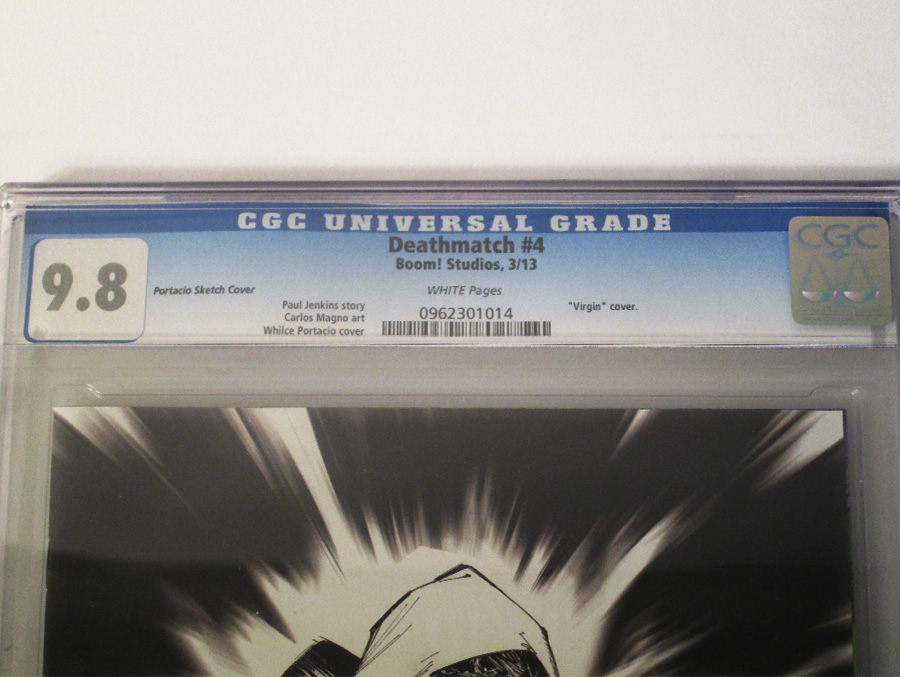 CGC UNIVERSAL GRADE
Deathmatch #4
Boom! Studios, 3/13
9.8
Portacio Sketch Cover
WHITE Pages
Paul Jenkins story
Carlos Magno art
Whilce Portacio cover
0962301014
"Virgin" cover.
CGC